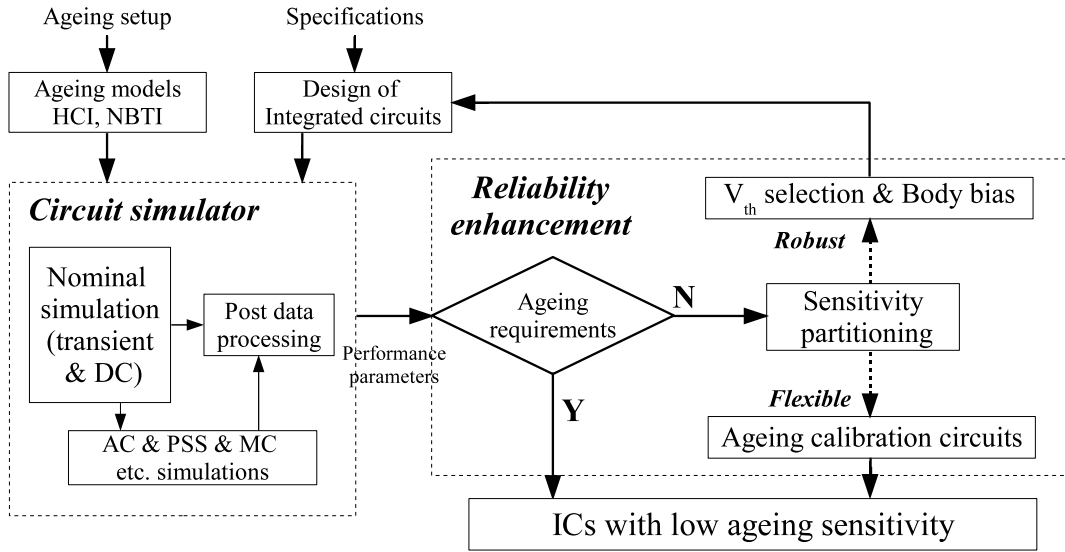 Ageing setup
Specifications
Ageing models
HCI, NBTI
Design of
Integrated circuits
Circuit simulator
Nominal
simulation
(transient
& DC)
Post data
processing
AC & PSS & MC
etc. simulations
Performance
parameters
Reliability
enhancement
Ageing
requirements
N
Y
Vth selection & Body bias
Robust
Sensitivity
partitioning
Flexible
Ageing calibration circuits
ICs with low ageing sensitivity